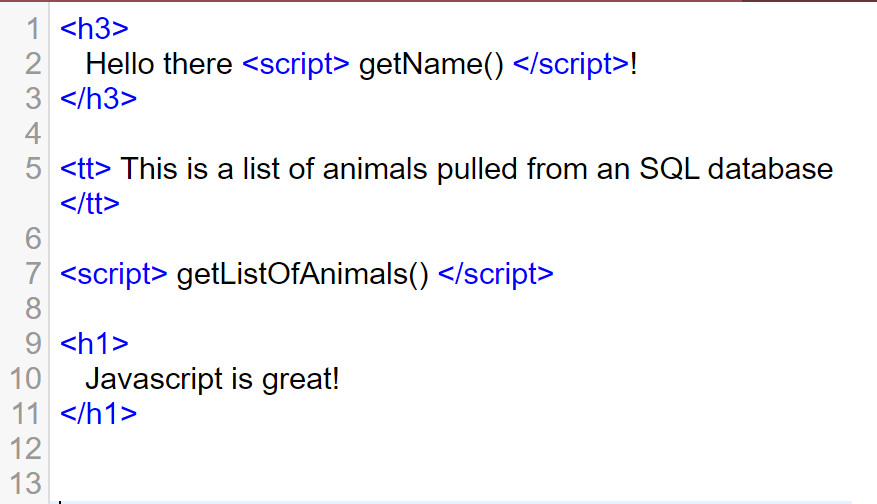 1 <h3>
2 Hello there <script> getName() </script>!
3 </h3>
4
5 <tt> This is a list of animals pulled from an SQL database
</tt>
6
7 <script> getListOfAnimals() </script>
8
9 <h1>
10 Javascript is great!
11 </h1>
12
13